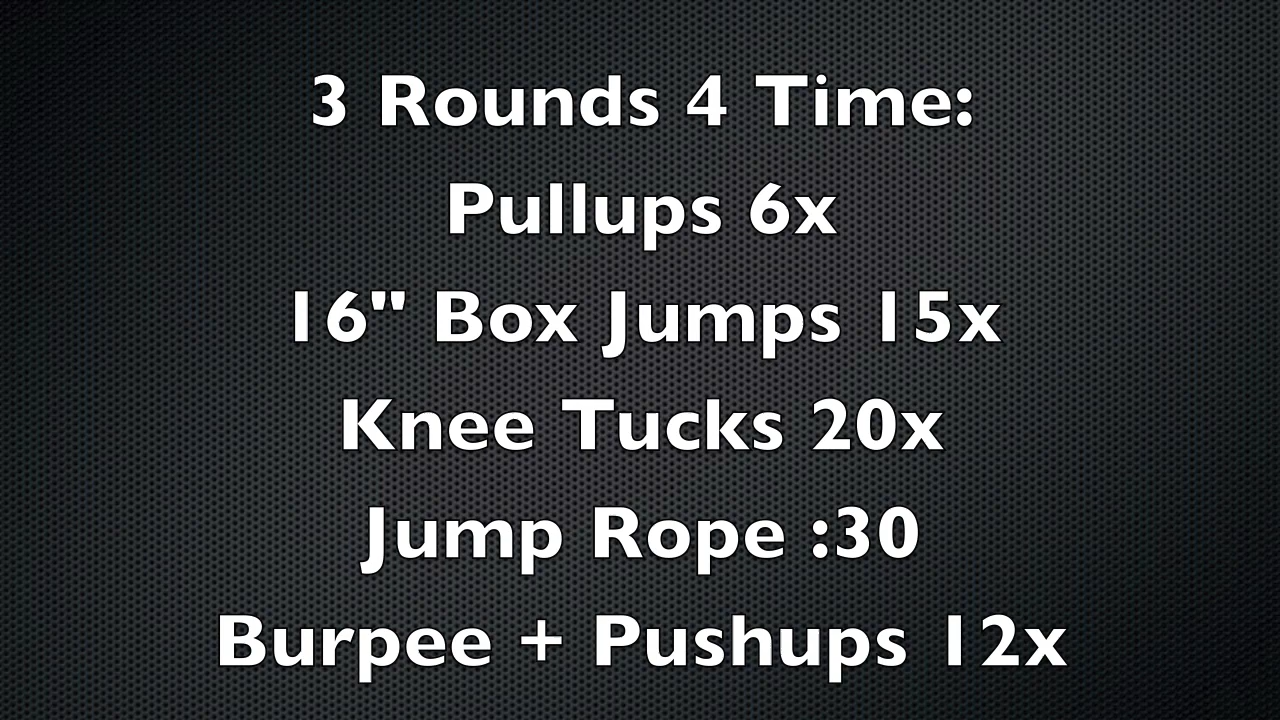 3 Rounds 4 Time:
Pullups 6x
16" Box Jumps 15x
Knee Tucks 20x
Jump Rope :30
Burpee + Pushups 12x